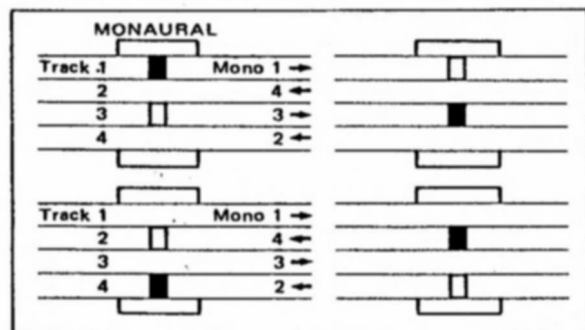 MONAURAL
Track 1 Mono 1 →
2 4 ←
3 3 →
4 2 ←
Track 1 Mono 1 →
2 4 ←
3 3 →
4 2 ←